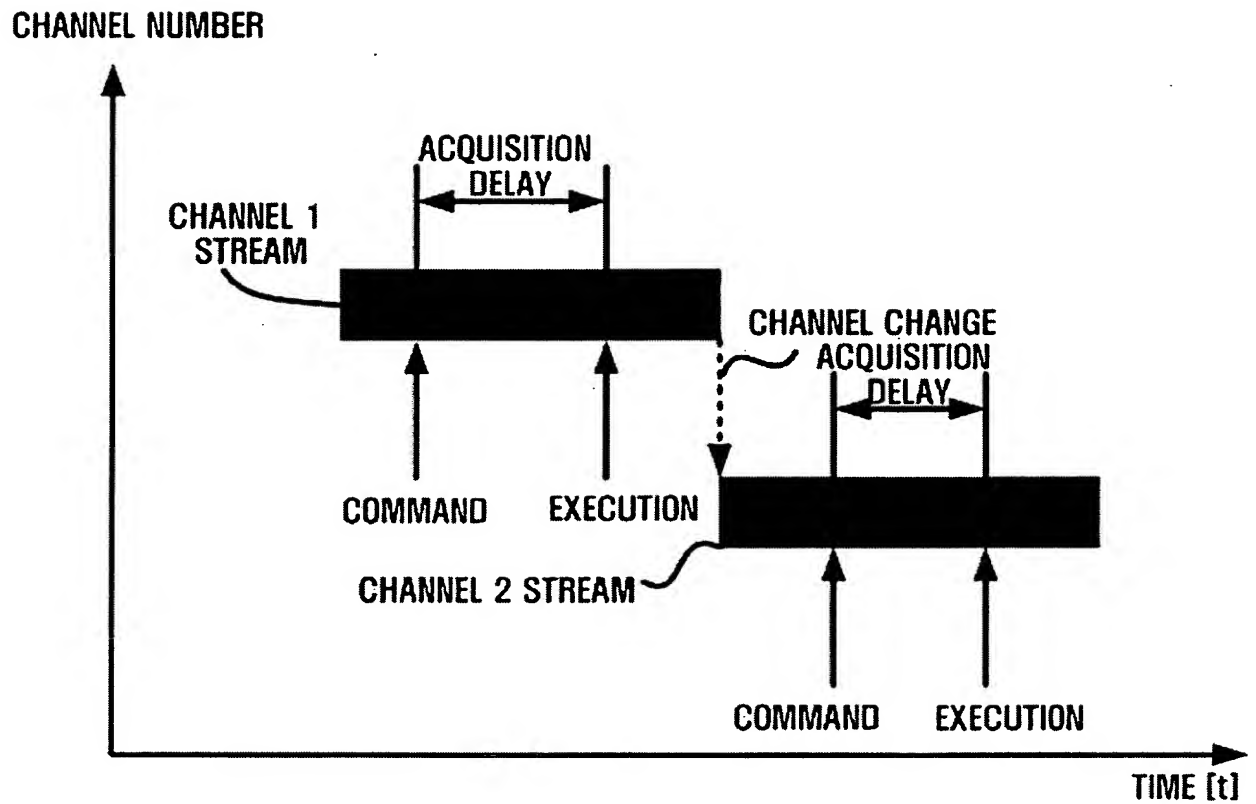 CHANNEL NUMBER
ACQUISITION
DELAY
CHANNEL 1
STREAM
CHANNEL CHANGE
ACQUISITION
DELAY
COMMAND
EXECUTION
CHANNEL 2 STREAM
COMMAND
EXECUTION
TIME [t]